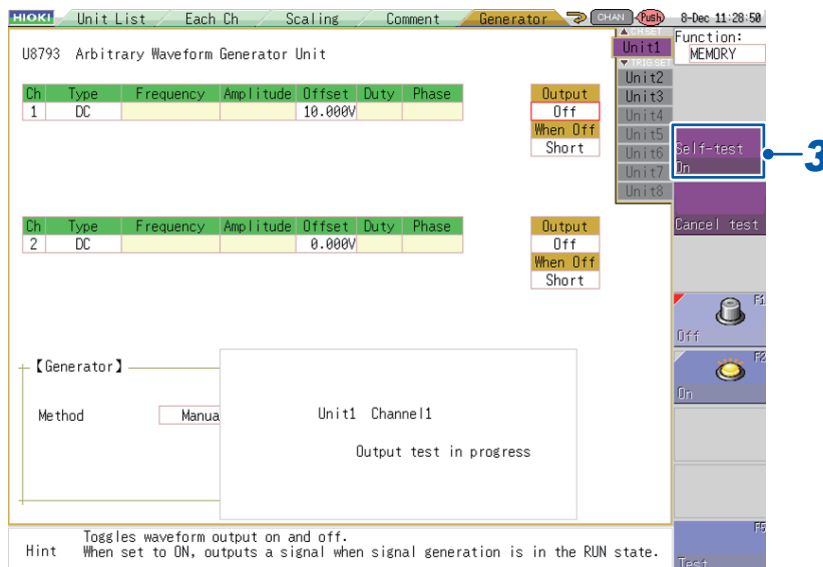 HIOKI Unit List Each Ch Scaling Comment Generator CHAN Push 8-Dec 11:28:50
U8793 Arbitrary Waveform Generator Unit
▲ CH.SET
Unit1
▼ TRIG.SET
Unit2
Unit3
Unit4
Unit5
Unit6
Unit7
Unit8
Function:
MEMORY
Ch Type Frequency Amplitude Offset Duty Phase
1 DC 10.000V
Output
Off
When Off
Short
Self-test
On
3
Cancel test
Ch Type Frequency Amplitude Offset Duty Phase
2 DC 0.000V
Output
Off
When Off
Short
F1
Off
F2
On
【Generator】
Method Manua
Unit1 Channel1
Output test in progress
F5
Test
Hint Toggles waveform output on and off.
When set to ON, outputs a signal when signal generation is in the RUN state.